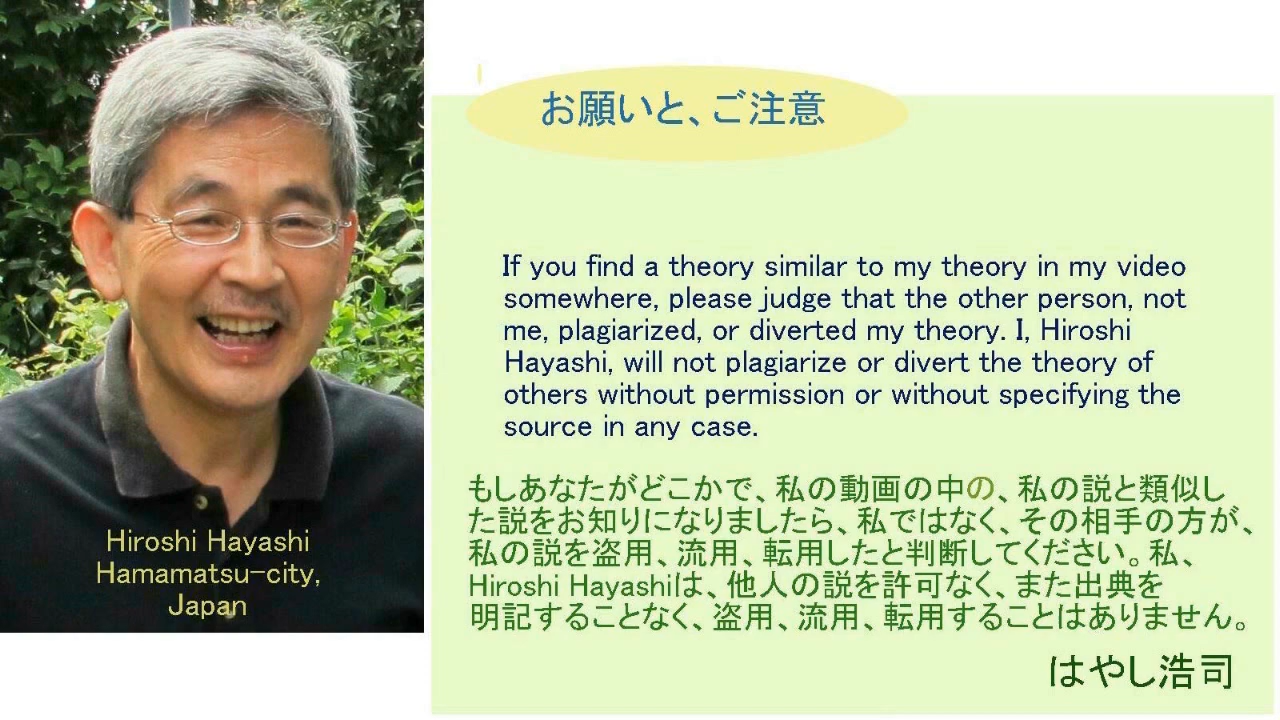 Hiroshi Hayashi
Hamamatsu-city,
Japan
お願いと、ご注意
If you find a theory similar to my theory in my video
somewhere, please judge that the other person, not
me, plagiarized, or diverted my theory. I, Hiroshi
Hayashi, will not plagiarize or divert the theory of
others without permission or without specifying the
source in any case.
もしあなたがどこかで、私の動画の中の、私の説と類似し
た説をお知りになりましたら、私ではなく、その相手の方が、
私の説を盗用、流用、転用したと判断してください。私、
Hiroshi Hayashiは、他人の説を許可なく、また出典を
明記することなく、盗用、流用、転用することはありません。
はやし浩司